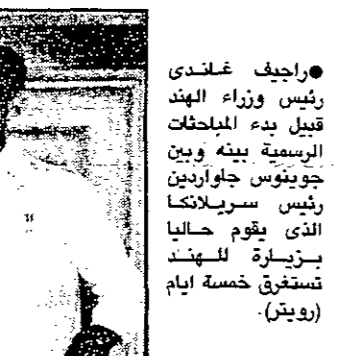 ●راجيف غاندى
رئيس وزراء الهند
قبيل بدء المباحثات
الرسمية بينه وبين
جوينوس جاواردين
رئيس سريلانكا
الذى يقوم حاليا
بزيارة للهند
تستغرق خمسة ايام
(رويتر).